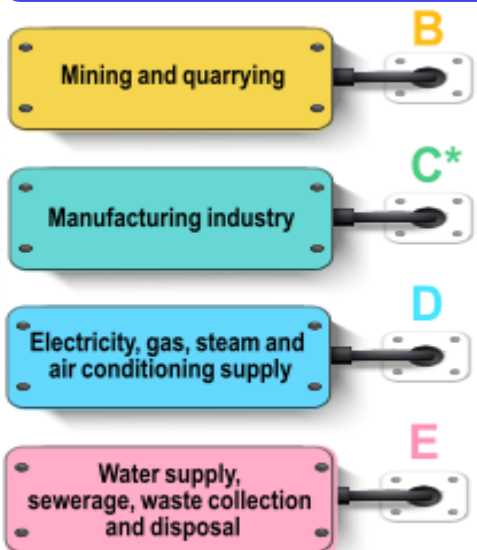 B
Mining and quarrying
C*
Manufacturing industry
D
Electricity, gas, steam and
air conditioning supply
E
Water supply,
sewerage, waste collection
and disposal